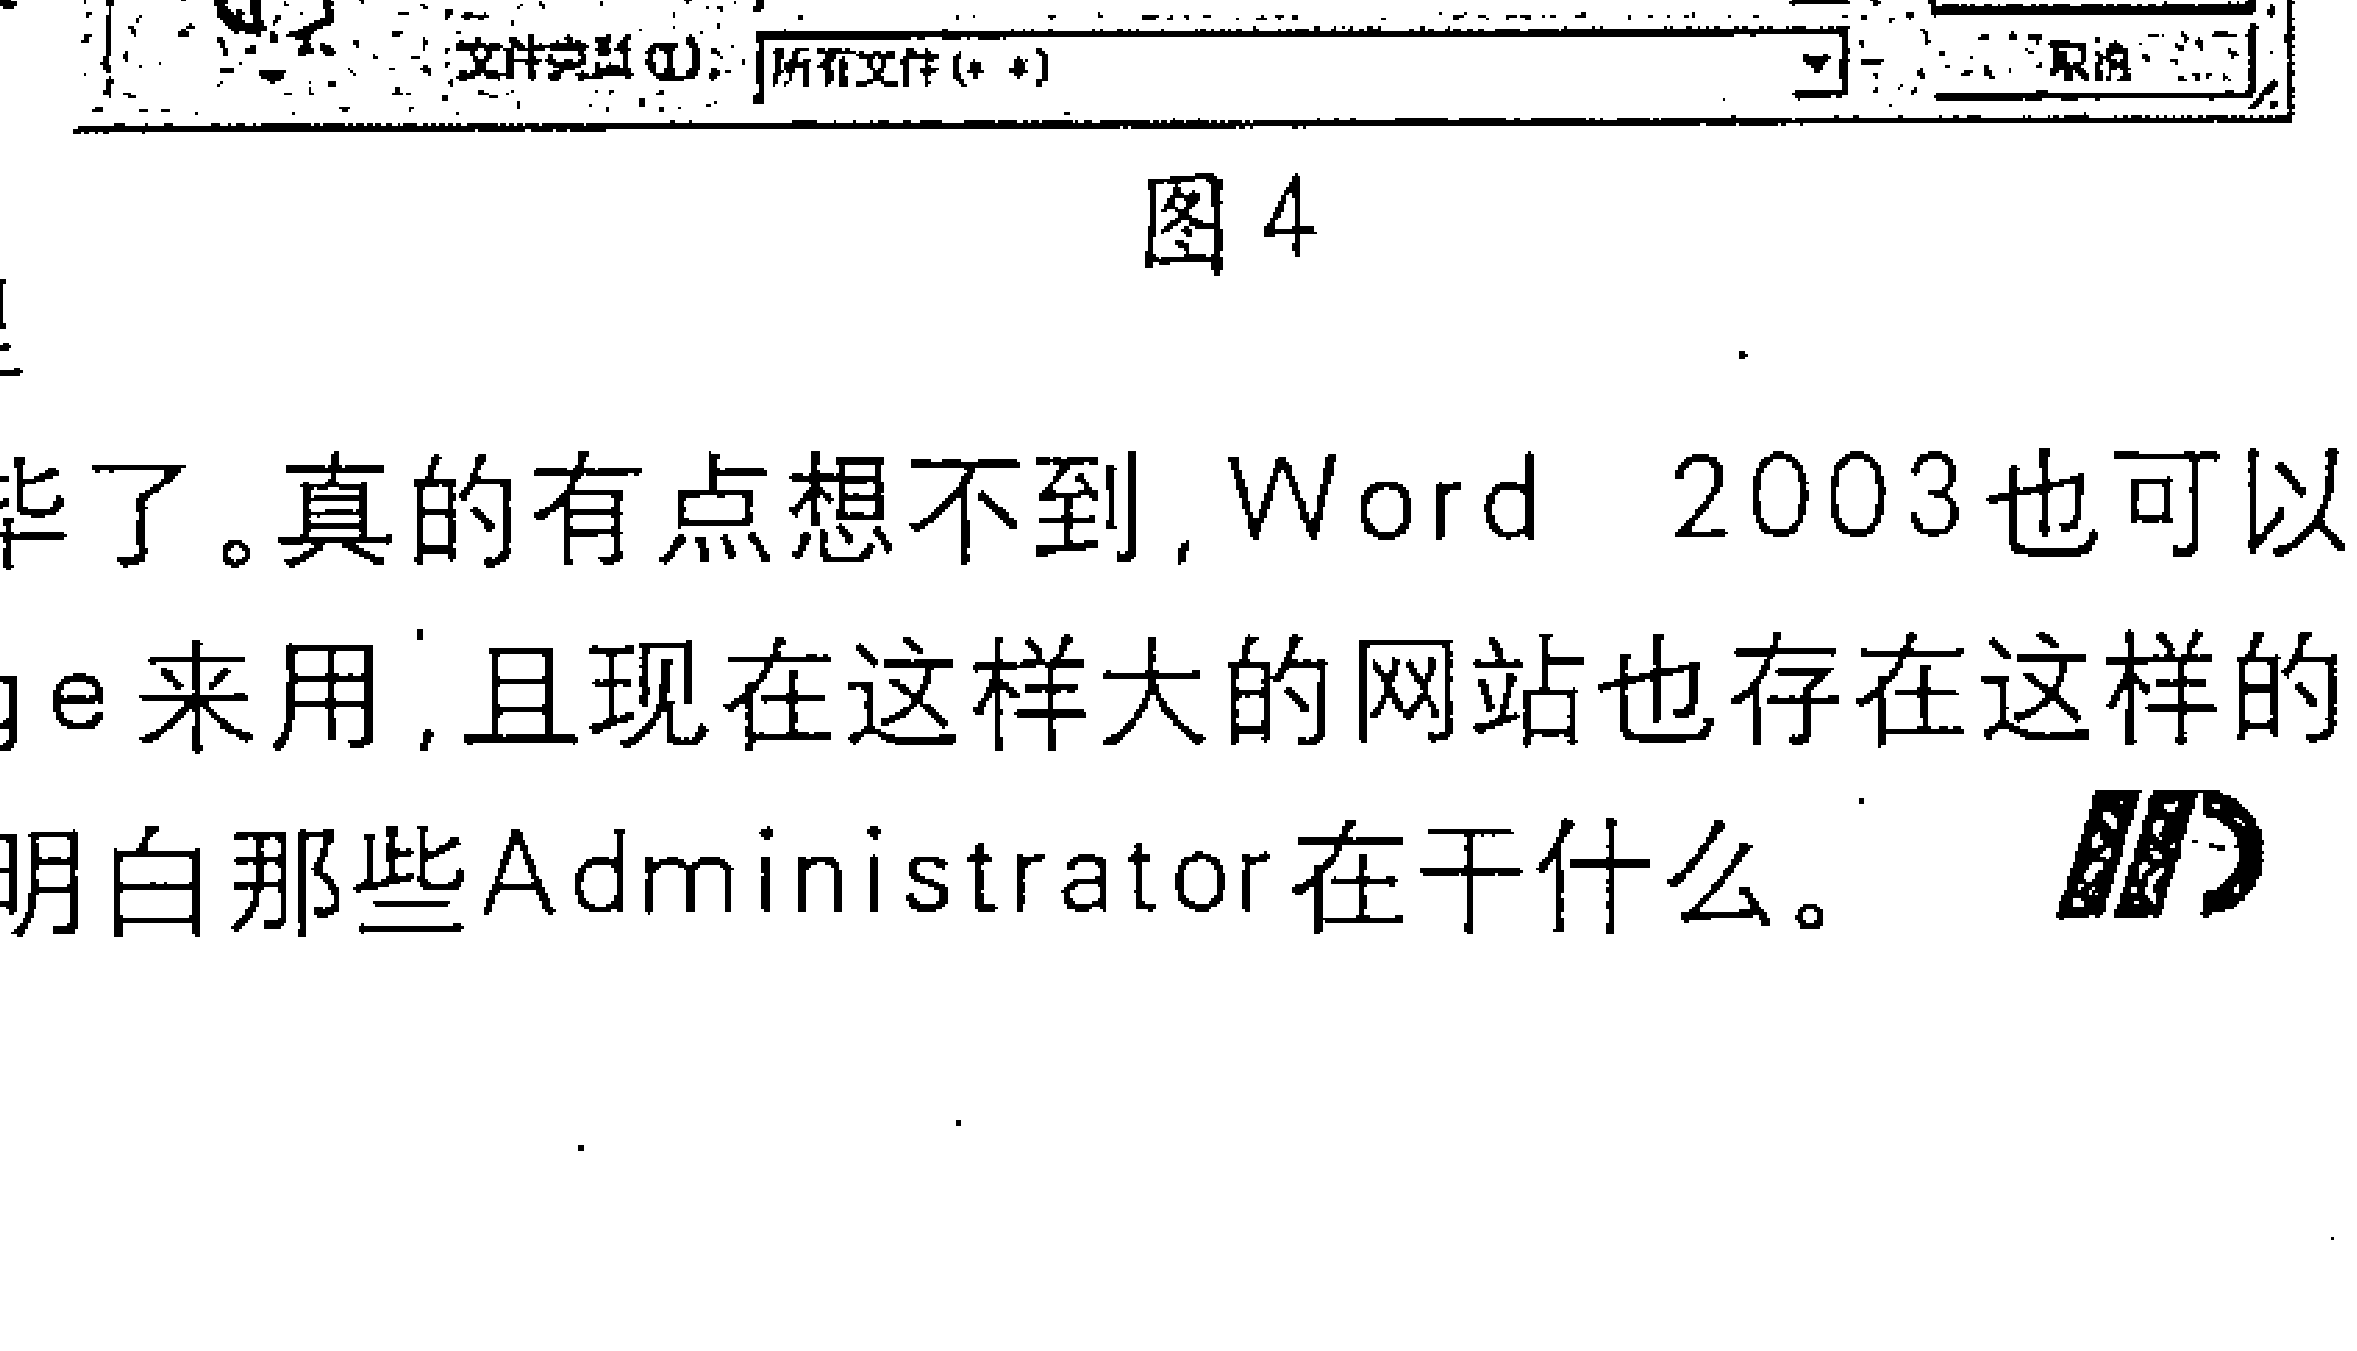 文件类型(T): 所有文件(*.*) 取消
图 4
毕了。真的有点想不到,Word 2003也可以
ge来用,且现在这样大的网站也存在这样的
明白那些Administrator在干什么。